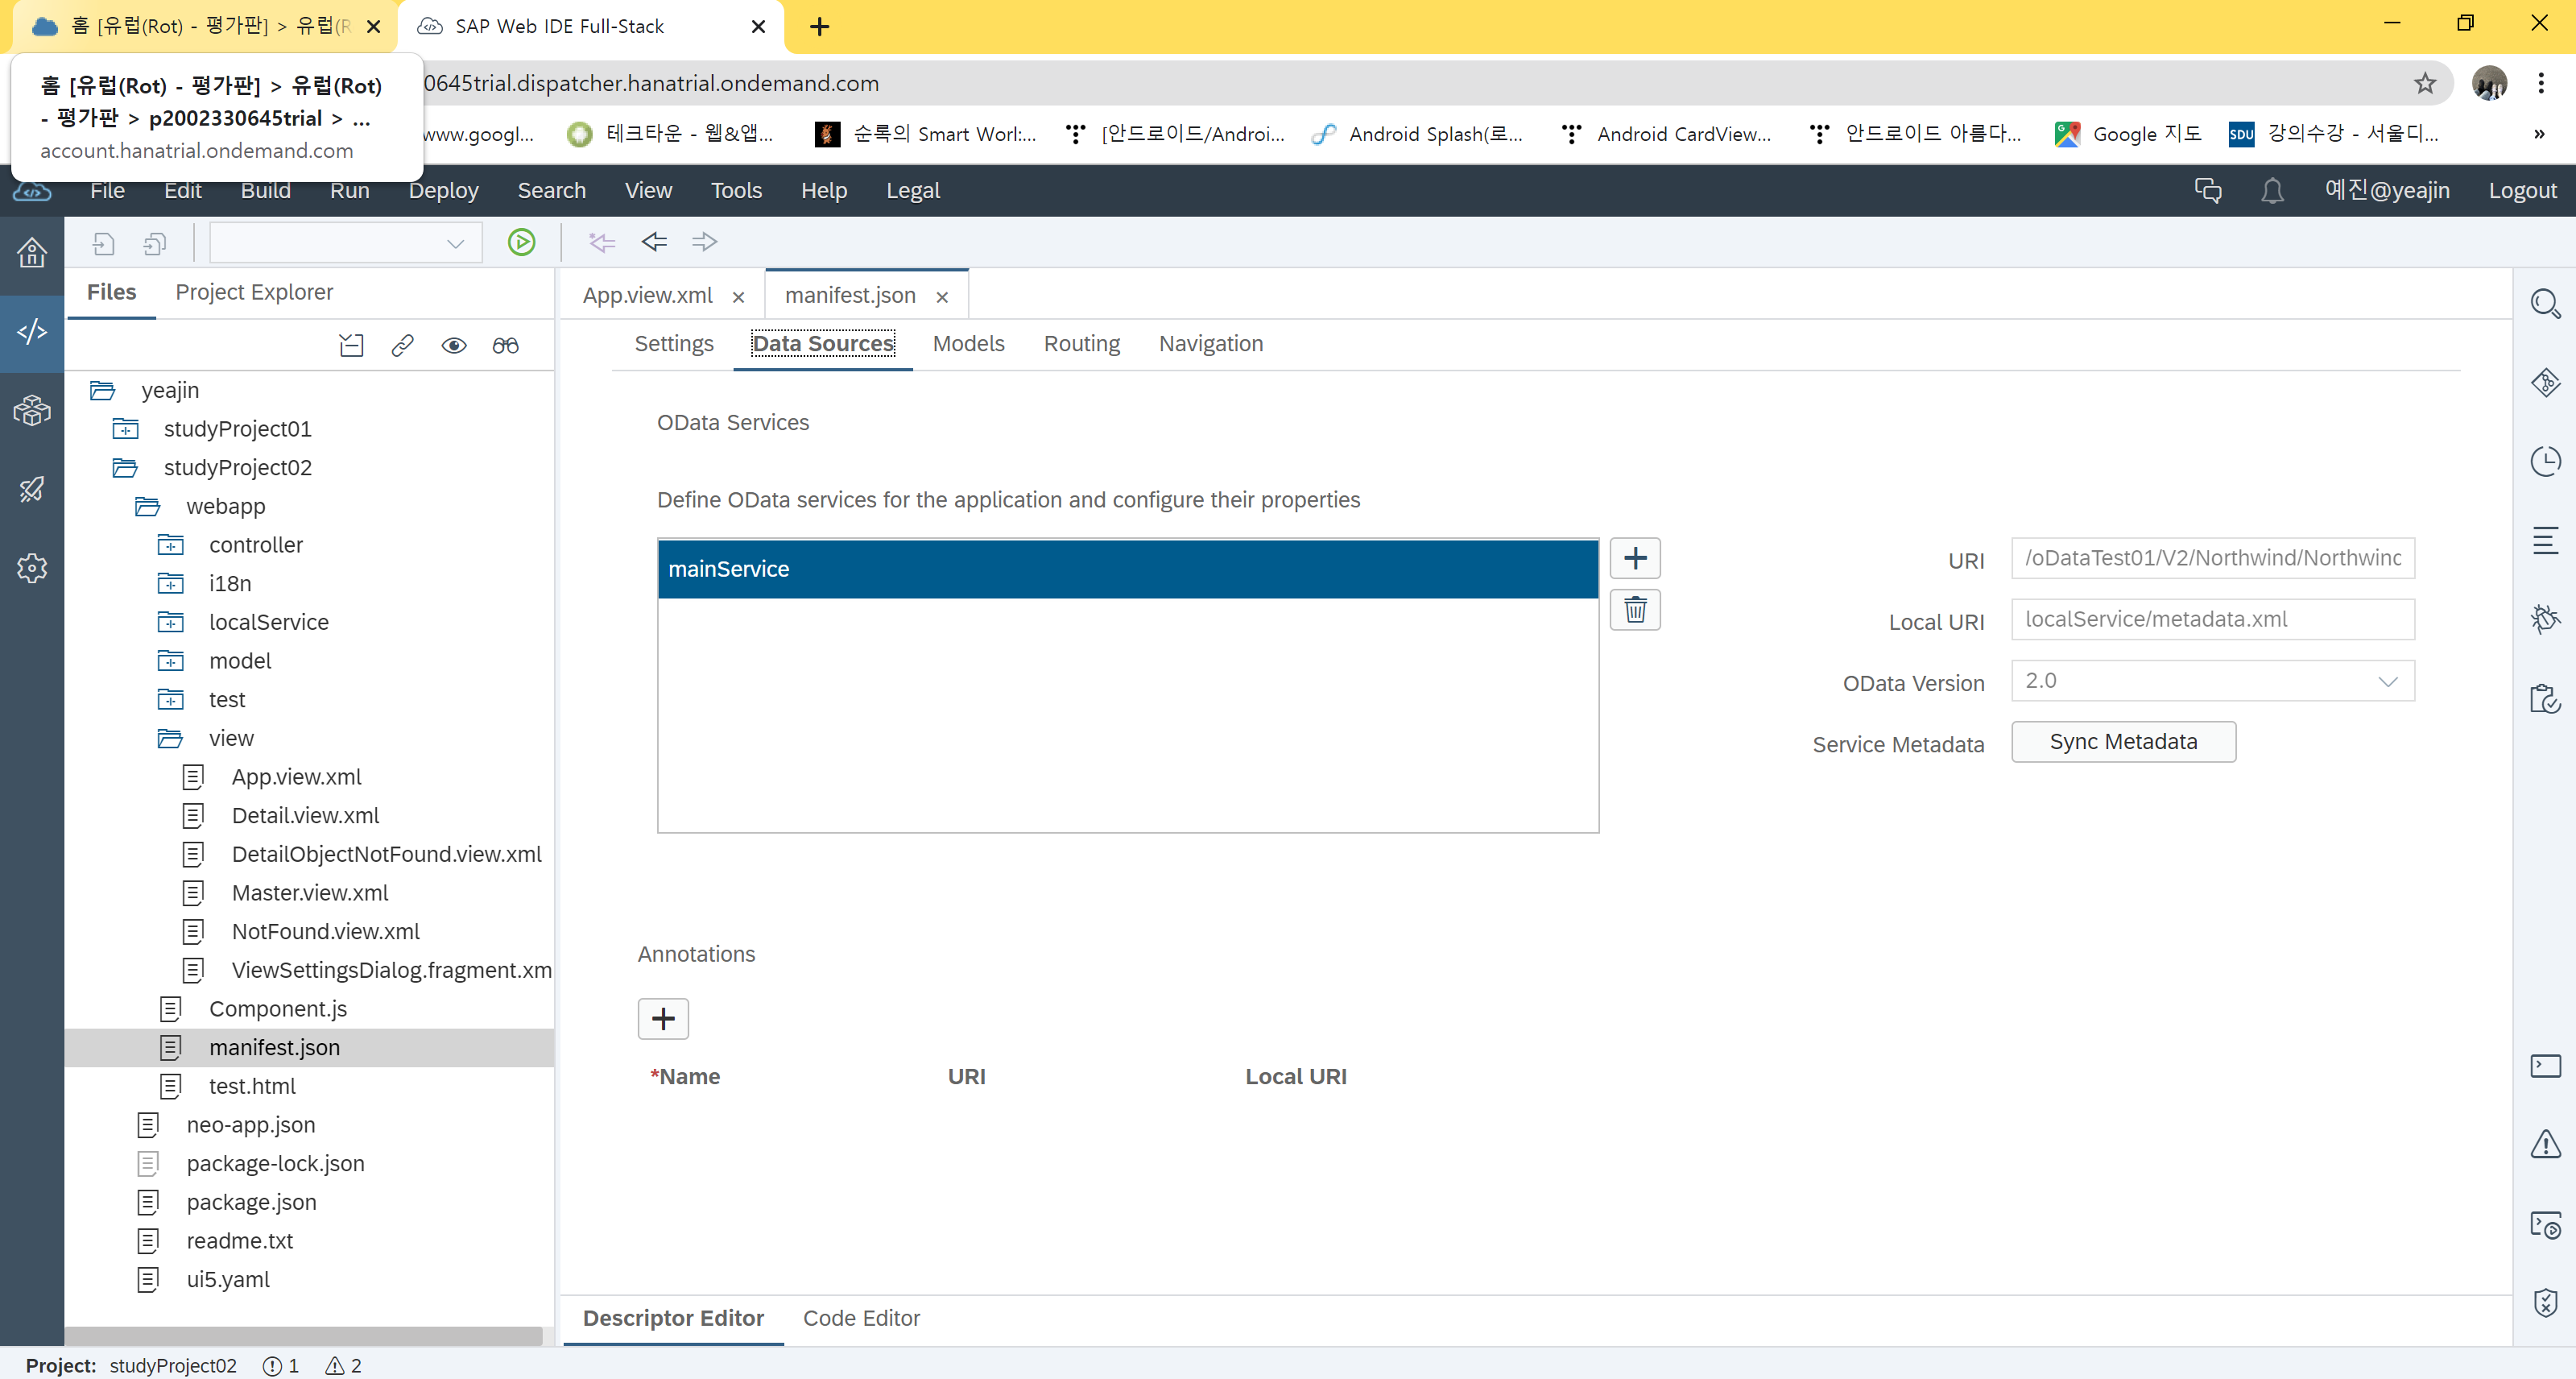 홈 [유럽(Rot) - 평가판] > 유럽(R
SAP Web IDE Full-Stack
홈 [유럽(Rot) - 평가판] > 유럽(Rot)
- 평가판 > p2002330645trial > ...
account.hanatrial.ondemand.com
0645trial.dispatcher.hanatrial.ondemand.com
www.googl...
테크타운 - 웹&앱...
순록의 Smart Worl:...
[안드로이드/Androi...
Android Splash(로...
Android CardView...
안드로이드 아름다...
Google 지도
SDU
강의수강 - 서울디...
»
File
Edit
Build
Run
Deploy
Search
View
Tools
Help
Legal
예진@yeajin
Logout
Files
Project Explorer
App.view.xml
manifest.json
Settings
Data Sources
Models
Routing
Navigation
yeajin
studyProject01
studyProject02
webapp
controller
i18n
localService
model
test
view
App.view.xml
Detail.view.xml
DetailObjectNotFound.view.xml
Master.view.xml
NotFound.view.xml
ViewSettingsDialog.fragment.xm
Component.js
manifest.json
test.html
neo-app.json
package-lock.json
package.json
readme.txt
ui5.yaml
OData Services
Define OData services for the application and configure their properties
mainService
URI
/oDataTest01/V2/Northwind/Northwinc
Local URI
localService/metadata.xml
OData Version
2.0
Service Metadata
Sync Metadata
Annotations
*Name
URI
Local URI
Descriptor Editor
Code Editor
Project: studyProject02
1
2